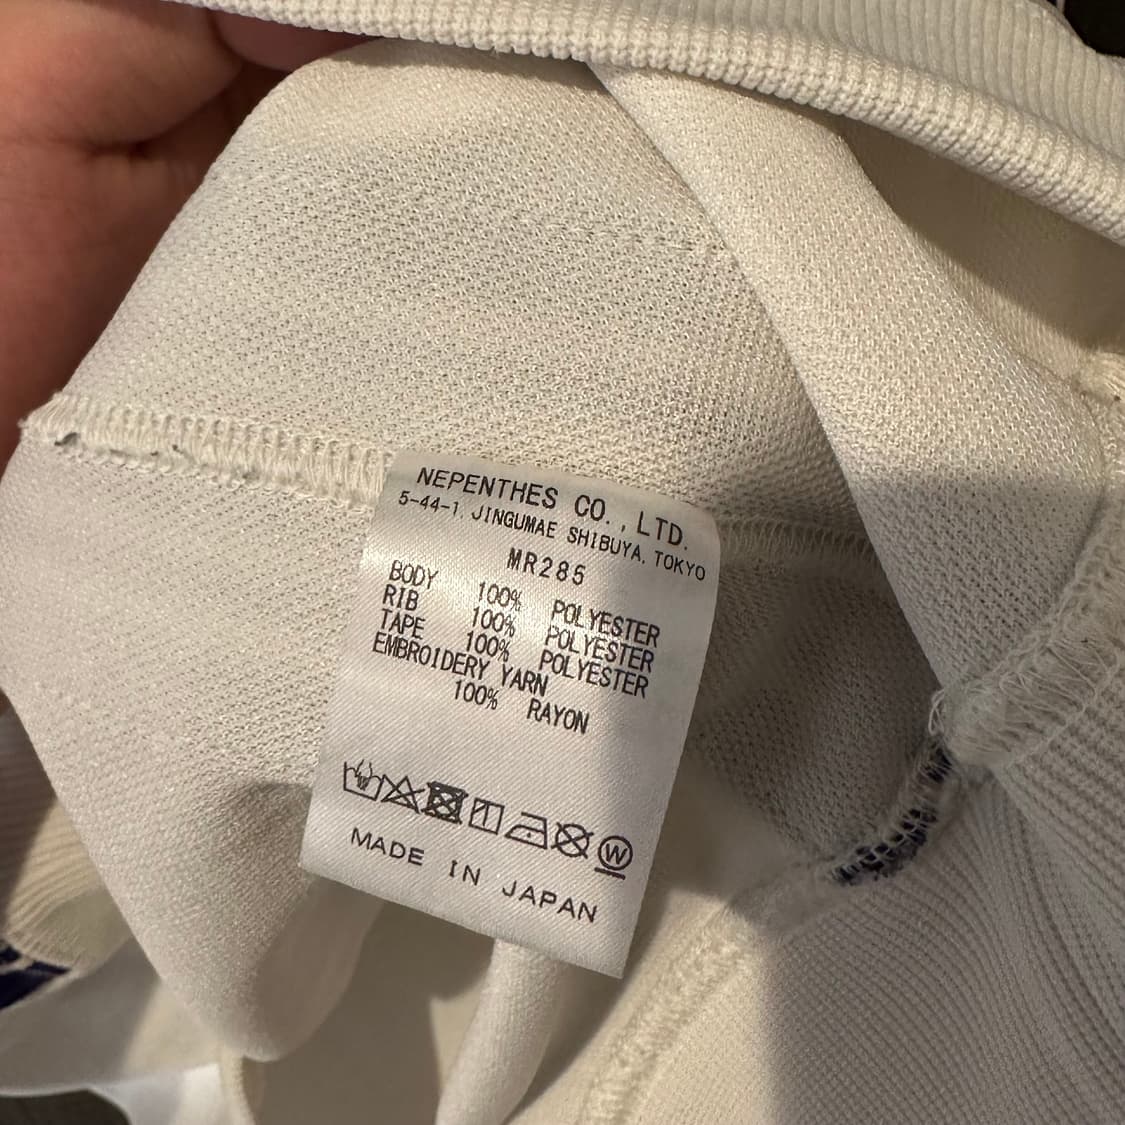 NEPENTHES CO.,LTD.
5-44-1, JINGUMAE SHIBUYA, TOKYO
MR285
BODY 100% POLYESTER
RIB 100% POLYESTER
TAPE 100% POLYESTER
EMBROIDERY YARN
100% RAYON
W
MADE IN JAPAN